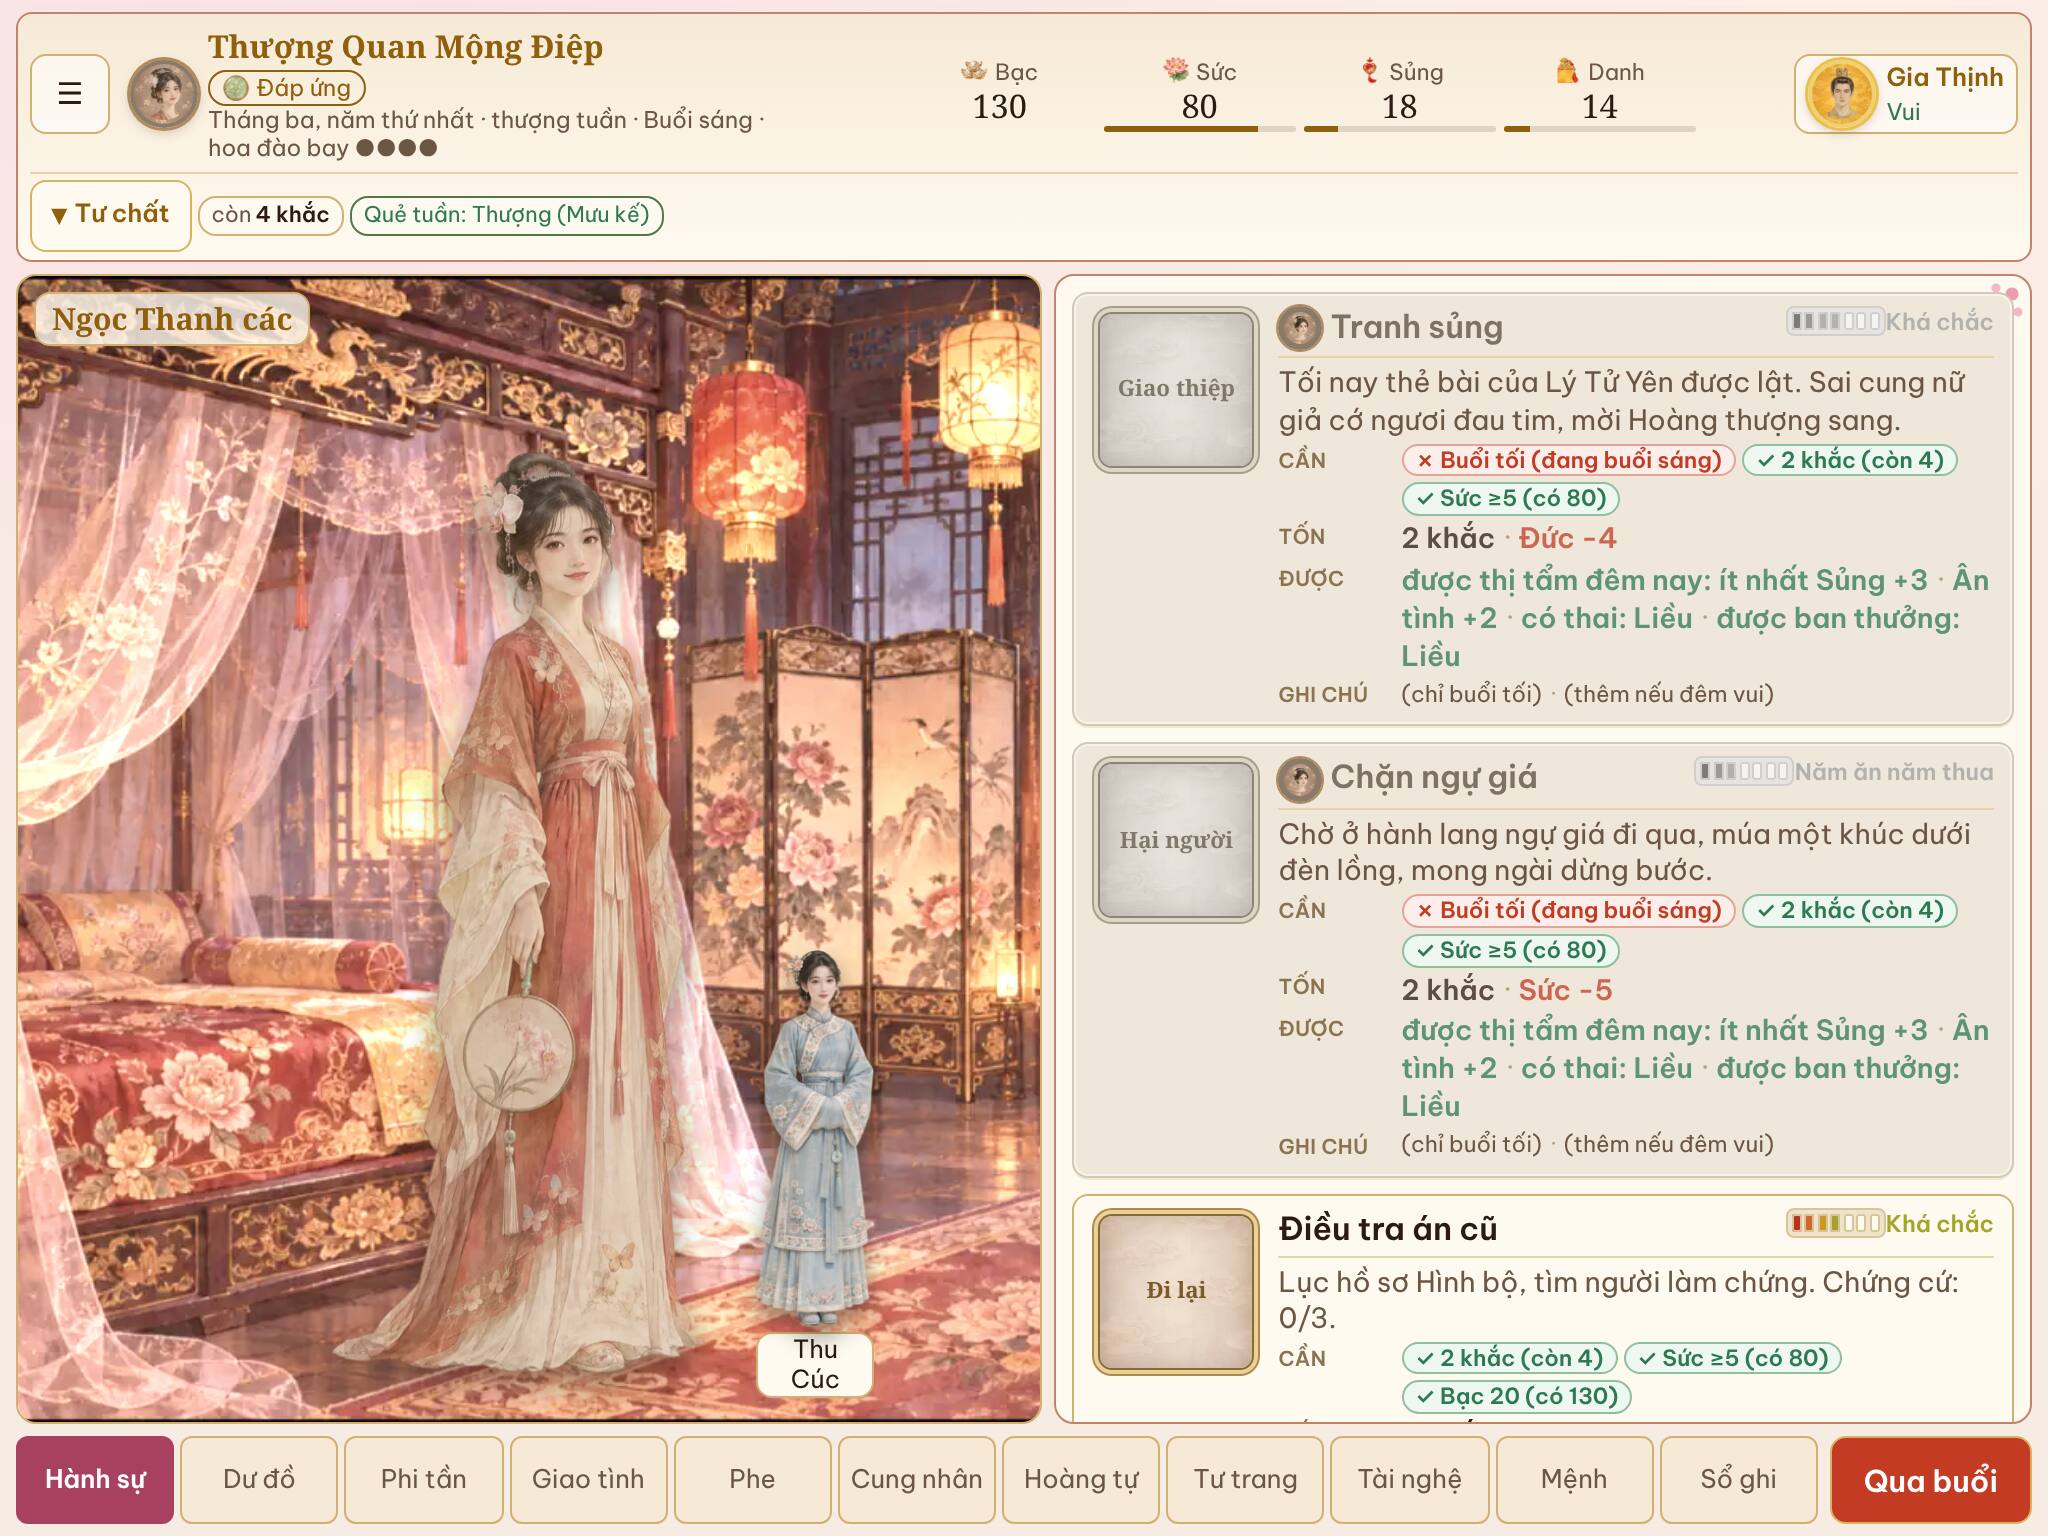 ☰
Thượng Quan Mộng Điệp
Đáp ứng
Tháng ba, năm thứ nhất · thượng tuần · Buổi sáng ·
hoa đào bay ●●●●
Bạc
130
Sức
80
Sủng
18
Danh
14
Gia Thịnh
Vui
▼ Tư chất
còn 4 khắc
Quẻ tuần: Thượng (Mưu kế)
Ngọc Thanh các
Thu
Cúc
Giao thiệp
Tranh sủng
Khá chắc
Tối nay thẻ bài của Lý Tử Yên được lật. Sai cung nữ
giả cớ ngươi đau tim, mời Hoàng thượng sang.
CẦN
✕ Buổi tối (đang buổi sáng)
✓ 2 khắc (còn 4)
✓ Sức ≥5 (có 80)
TỐN
2 khắc · Đức -4
ĐƯỢC
được thị tẩm đêm nay: ít nhất Sủng +3 · Ân
tình +2 · có thai: Liều · được ban thưởng:
Liều
GHI CHÚ
(chỉ buổi tối) · (thêm nếu đêm vui)
Hại người
Chặn ngự giá
Năm ăn năm thua
Chờ ở hành lang ngự giá đi qua, múa một khúc dưới
đèn lồng, mong ngài dừng bước.
CẦN
✕ Buổi tối (đang buổi sáng)
✓ 2 khắc (còn 4)
✓ Sức ≥5 (có 80)
TỐN
2 khắc · Sức -5
ĐƯỢC
được thị tẩm đêm nay: ít nhất Sủng +3 · Ân
tình +2 · có thai: Liều · được ban thưởng:
Liều
GHI CHÚ
(chỉ buổi tối) · (thêm nếu đêm vui)
Đi lại
Điều tra án cũ
Khá chắc
Lục hồ sơ Hình bộ, tìm người làm chứng. Chứng cứ:
0/3.
CẦN
✓ 2 khắc (còn 4)
✓ Sức ≥5 (có 80)
✓ Bạc 20 (có 130)
Hành sự
Dư đồ
Phi tần
Giao tình
Phe
Cung nhân
Hoàng tự
Tư trang
Tài nghệ
Mệnh
Sổ ghi
Qua buổi